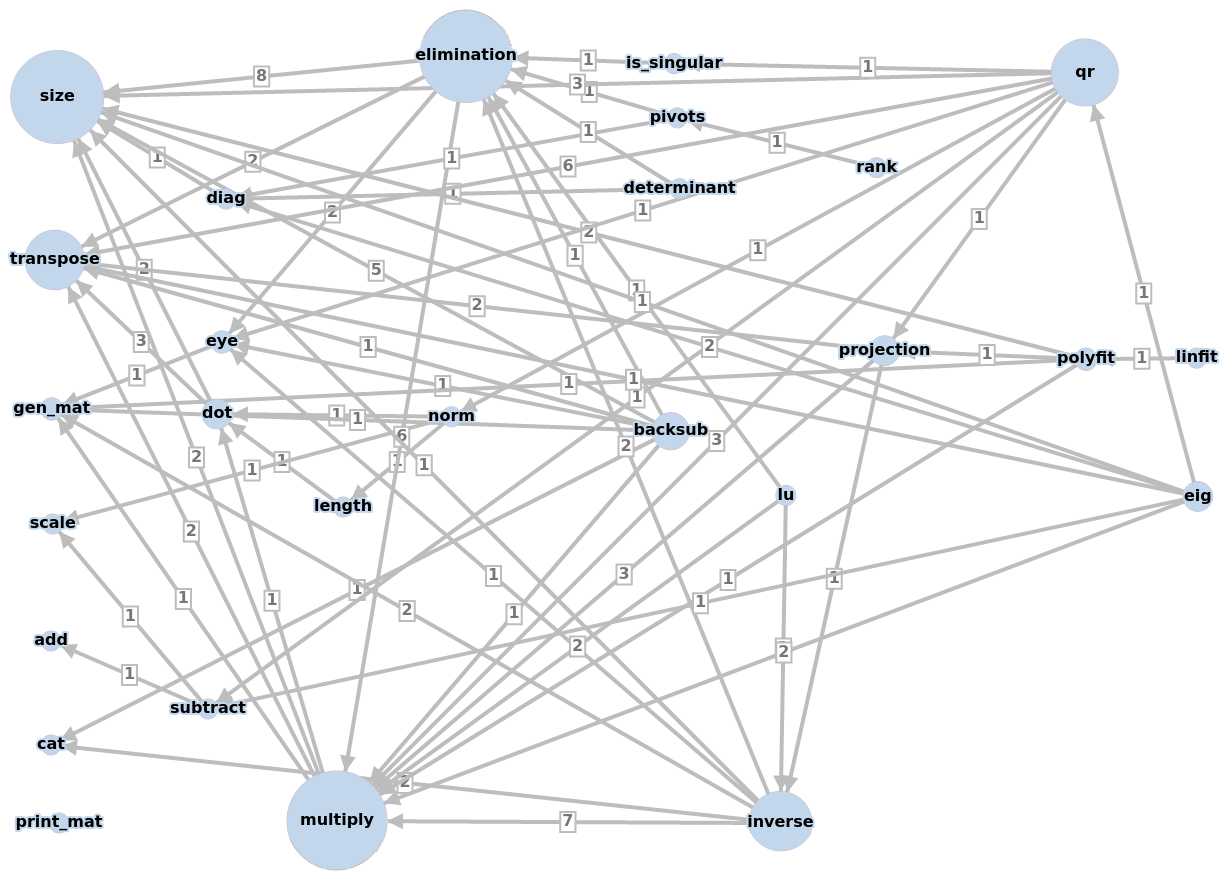 elimination
1
is_singular
1
qr
8
size
3
1
pivots
1
1
rank
1
1
2
6
determinant
diag
1
1
2
1
2
1
1
transpose
2
5
1
1
1
2
3
eye
1
2
projection
1
polyfit
1
linfit
1
1
1
1
1
gen_mat
dot
1
1
norm
backsub
6
2
3
2
1
1
1
1
length
lu
eig
scale
2
1
3
1
1
1
1
1
1
2
1
1
add
2
2
1
subtract
cat
2
multiply
7
inverse
print_mat